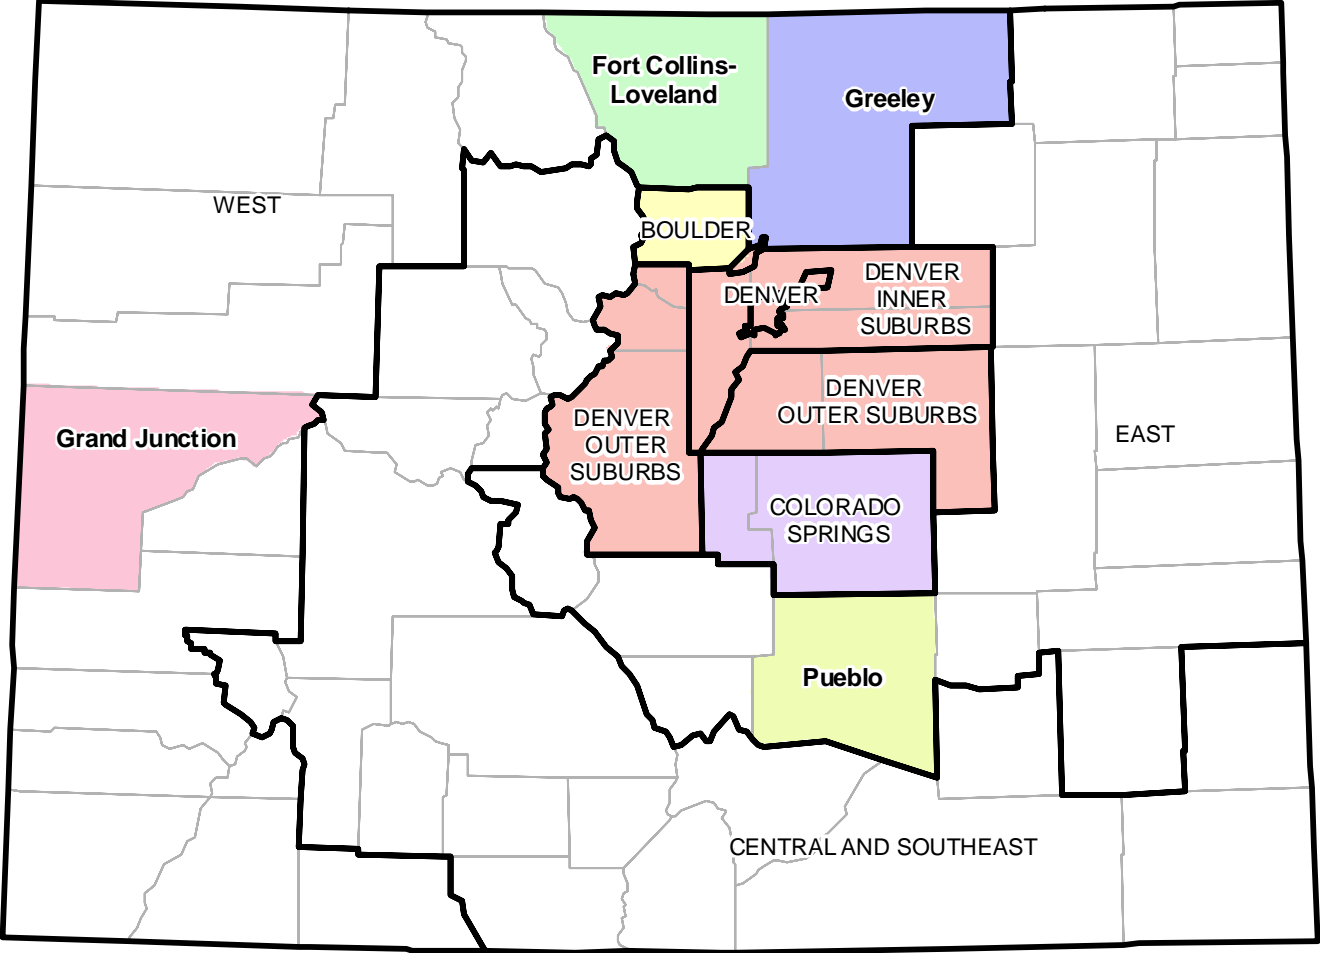 Fort Collins-
Loveland
Greeley
WEST
BOULDER
DENVER
DENVER
INNER
SUBURBS
DENVER
OUTER SUBURBS
DENVER
OUTER
SUBURBS
Grand Junction
EAST
COLORADO
SPRINGS
Pueblo
CENTRAL AND SOUTHEAST